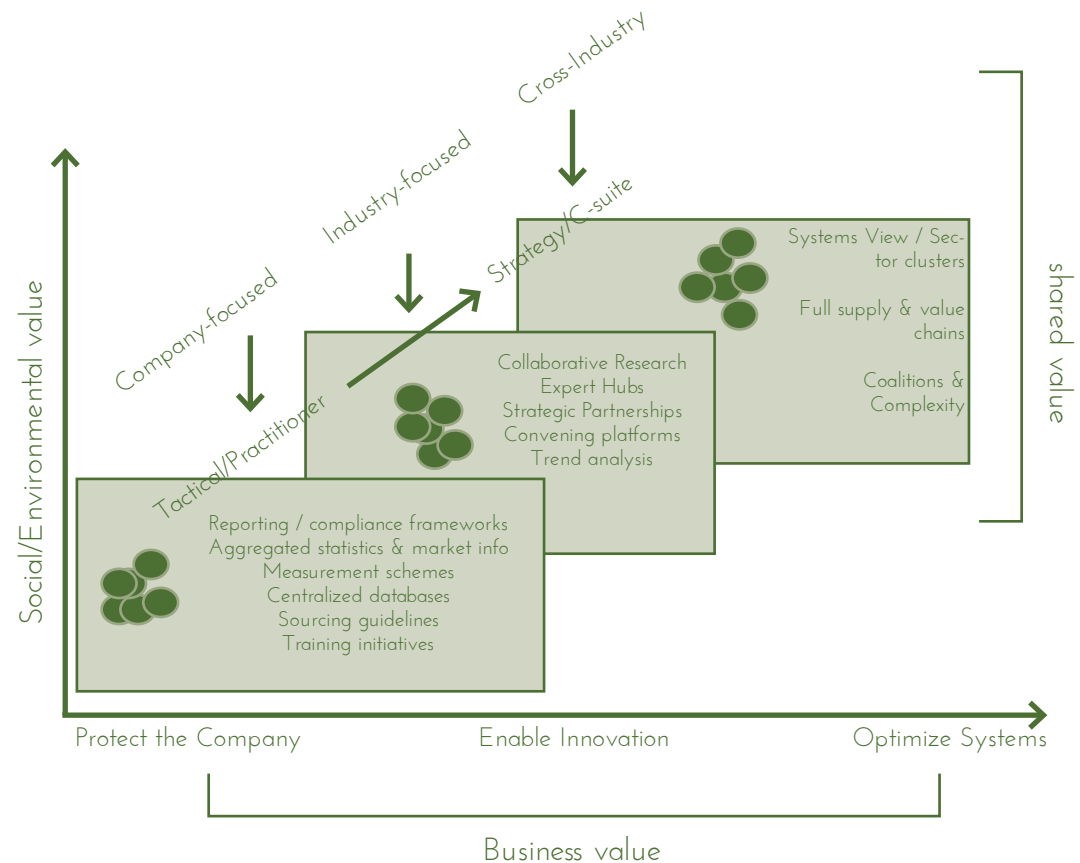 Cross-Industry
Industry-focused
Strategy/C-suite
Company-focused
Tactical/Practitioner
Systems View / Sec-
tor clusters
Full supply & value
chains
Coalitions &
Complexity
Collaborative Research
Expert Hubs
Strategic Partnerships
Convening platforms
Trend analysis
Reporting / compliance frameworks
Aggregated statistics & market info
Measurement schemes
Centralized databases
Sourcing guidelines
Training initiatives
Social/Environmental value
shared value
Protect the Company
Enable Innovation
Optimize Systems
Business value